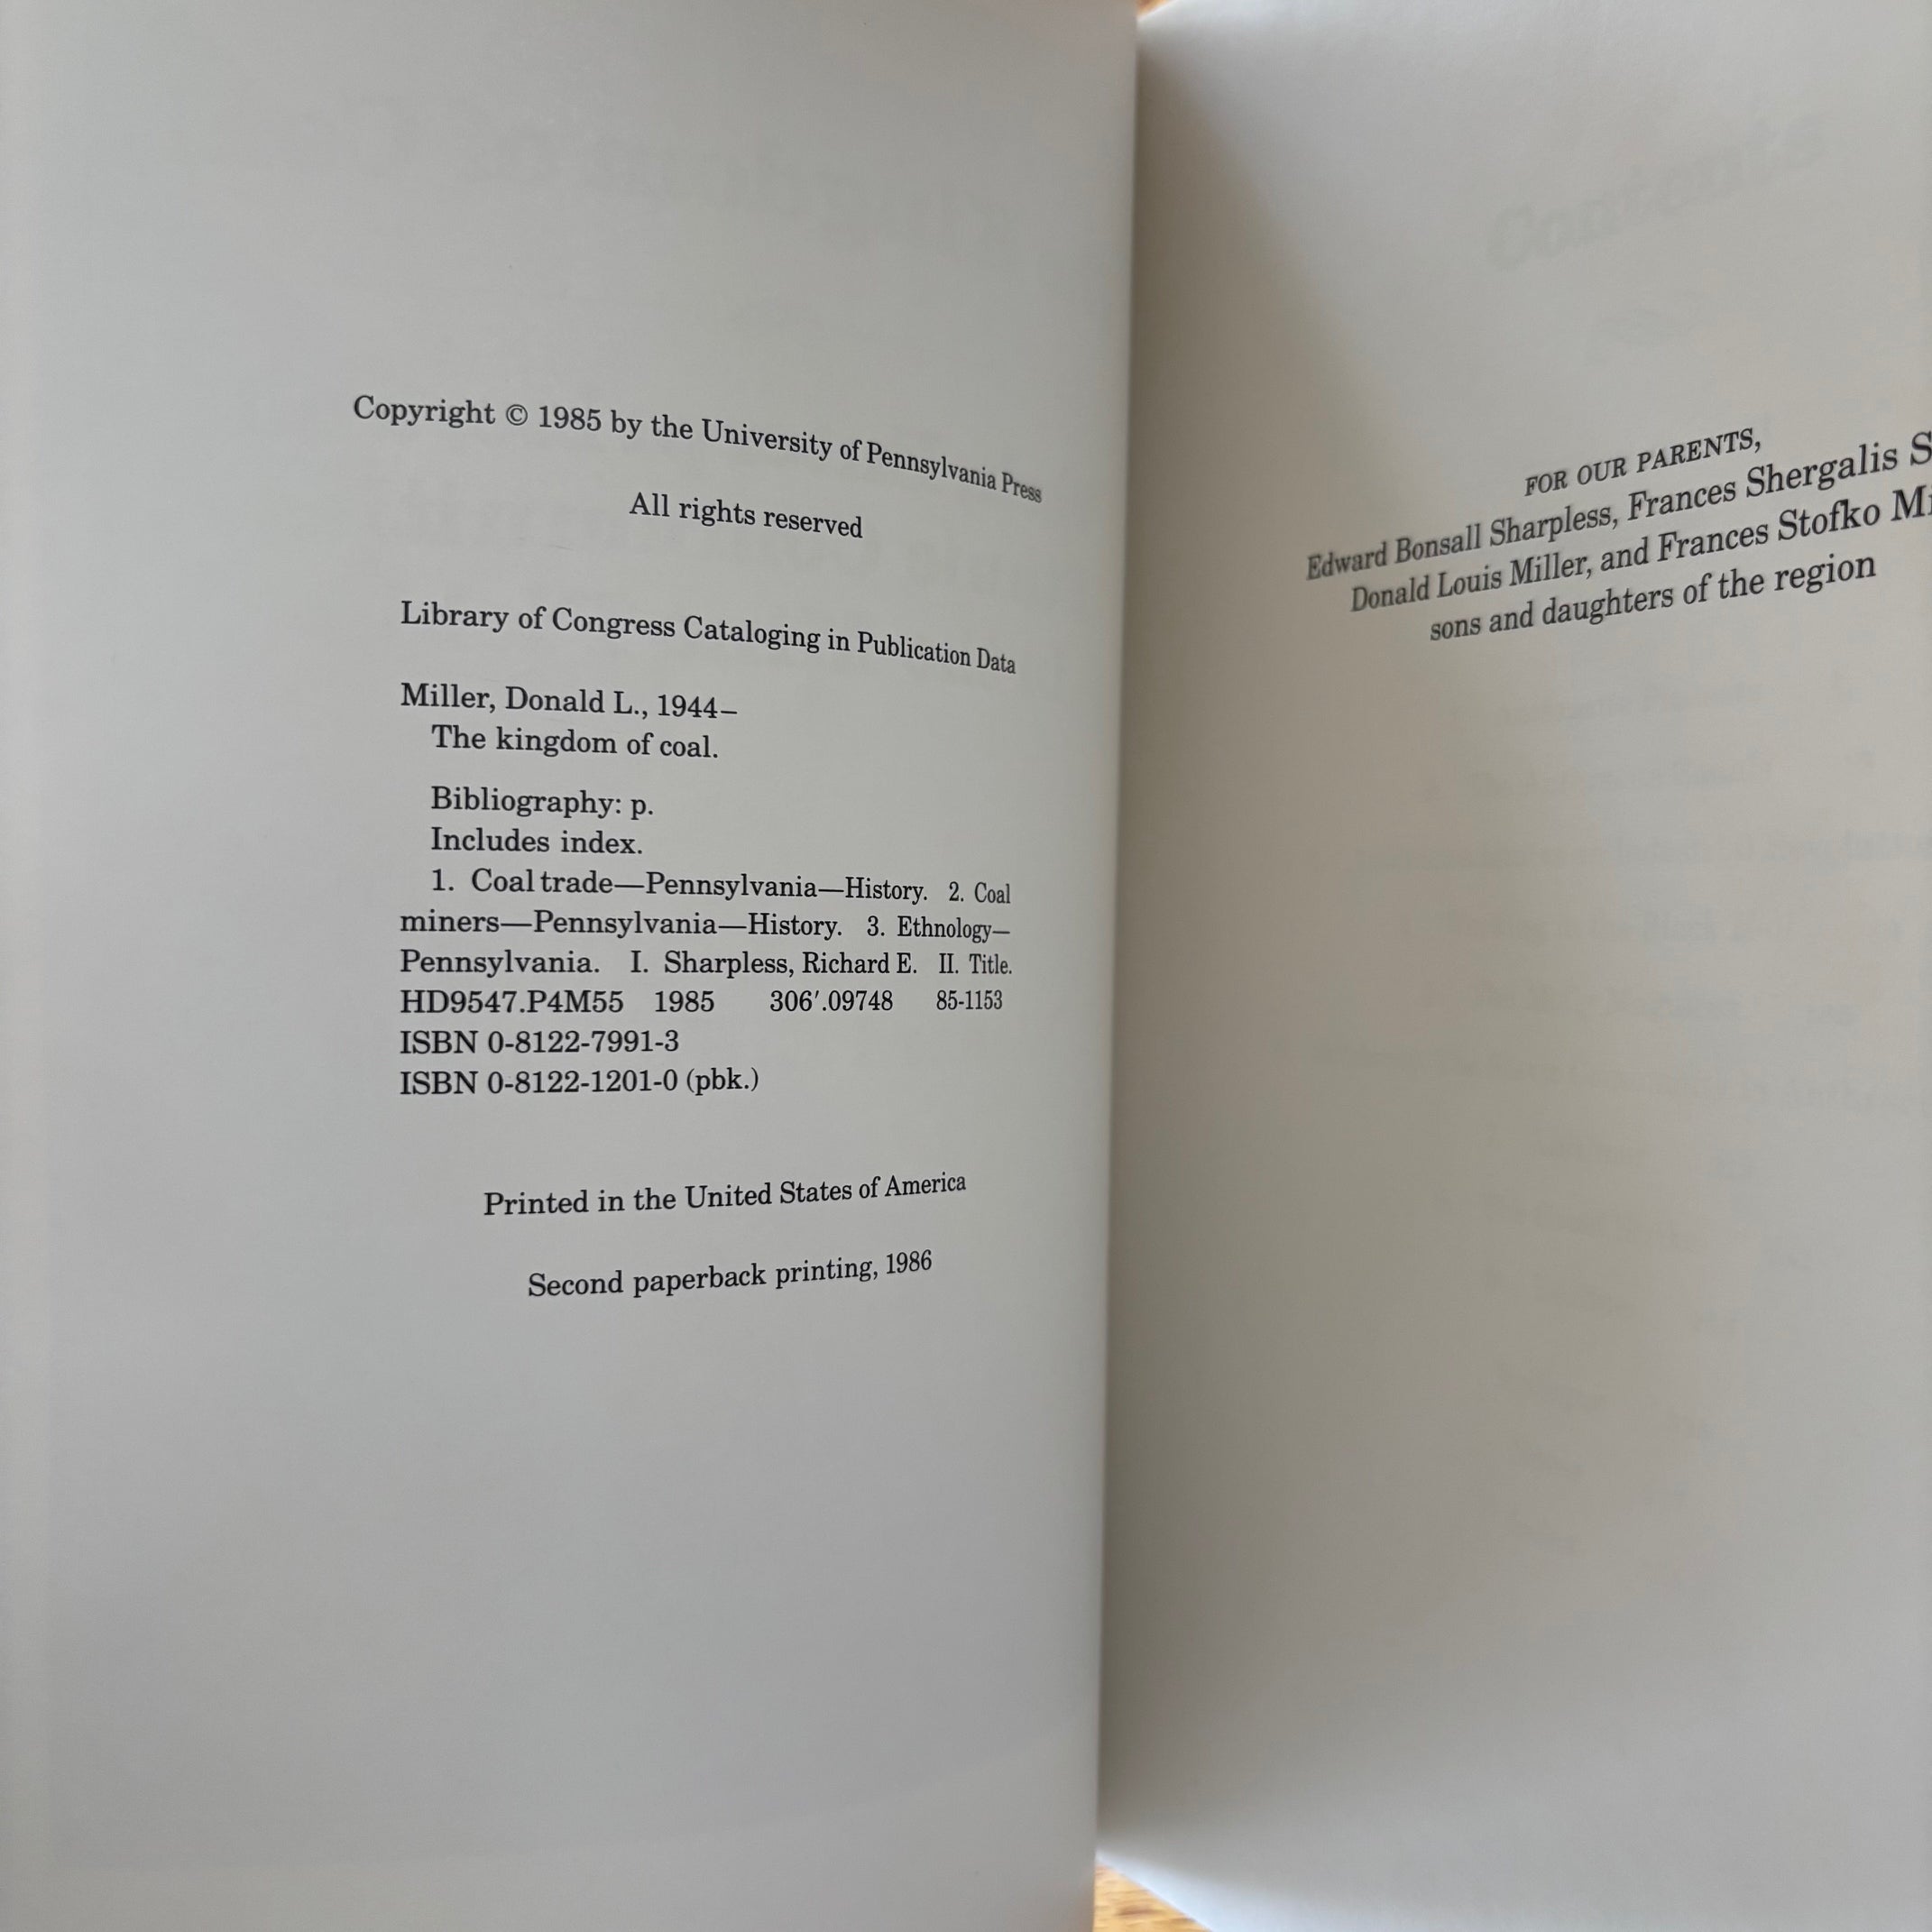 Copyright © 1985 by the University of Pennsylvania Press
All rights reserved
Library of Congress Cataloging in Publication Data
Miller, Donald L., 1944–
The kingdom of coal.
Bibliography: p.
Includes index.
1. Coal trade—Pennsylvania—History. 2. Coal
miners—Pennsylvania—History. 3. Ethnology—
Pennsylvania. I. Sharpless, Richard E. II. Title.
HD9547.P4M55 1985 306′.09748 85-1153
ISBN 0-8122-7991-3
ISBN 0-8122-1201-0 (pbk.)
Printed in the United States of America
Second paperback printing, 1986
Contents
FOR OUR PARENTS,
Edward Bonsall Sharpless, Frances Shergalis
Donald Louis Miller, and Frances Stofko
sons and daughters of the region